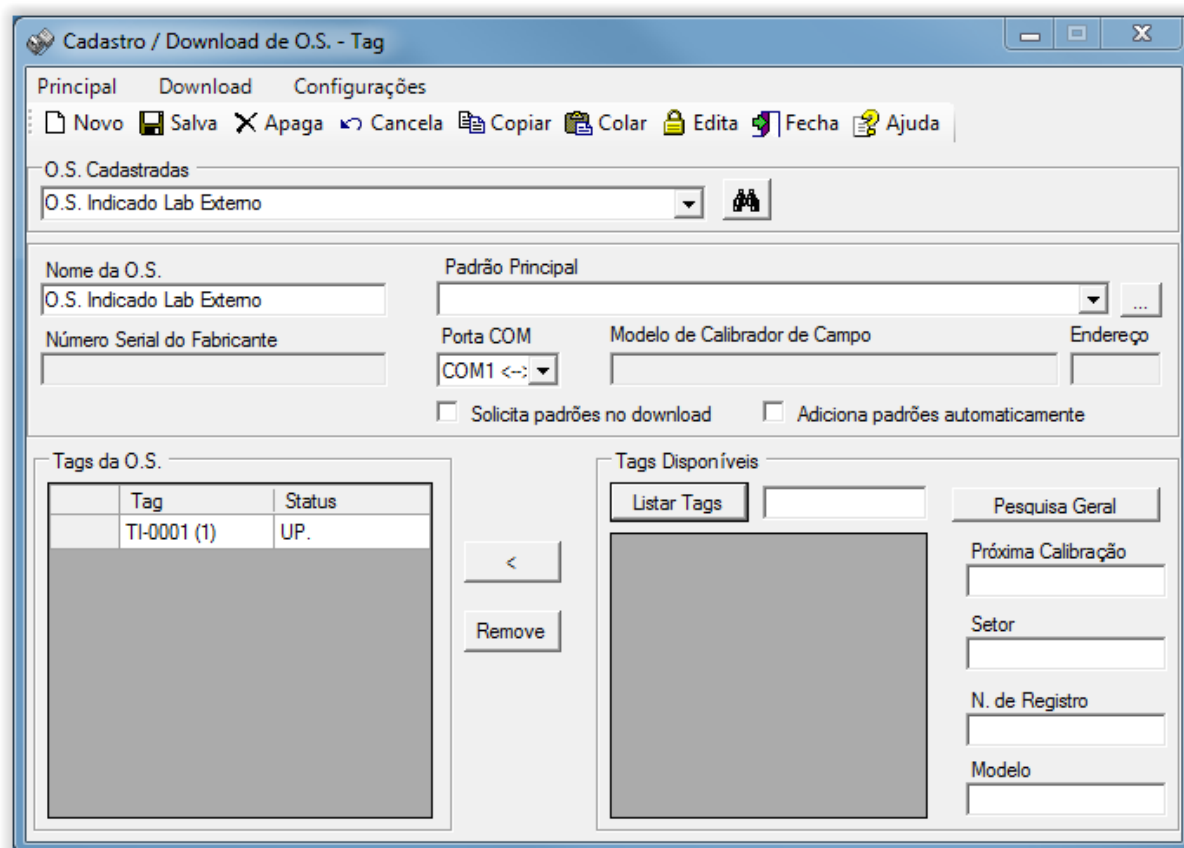 Cadastro / Download de O.S. - Tag
Principal Download Configurações
Novo Salva Apaga Cancela Copiar Colar Edita Fecha Ajuda
O.S. Cadastradas
O.S. Indicado Lab Externo
Nome da O.S. Padrão Principal
O.S. Indicado Lab Externo ...
Número Serial do Fabricante Porta COM Modelo de Calibrador de Campo Endereço
COM1 <-->
Solicita padrões no download Adiciona padrões automaticamente
Tags da O.S. Tags Disponíveis
Tag Status Listar Tags Pesquisa Geral
TI-0001 (1) UP.
< Próxima Calibração
Remove Setor
N. de Registro
Modelo